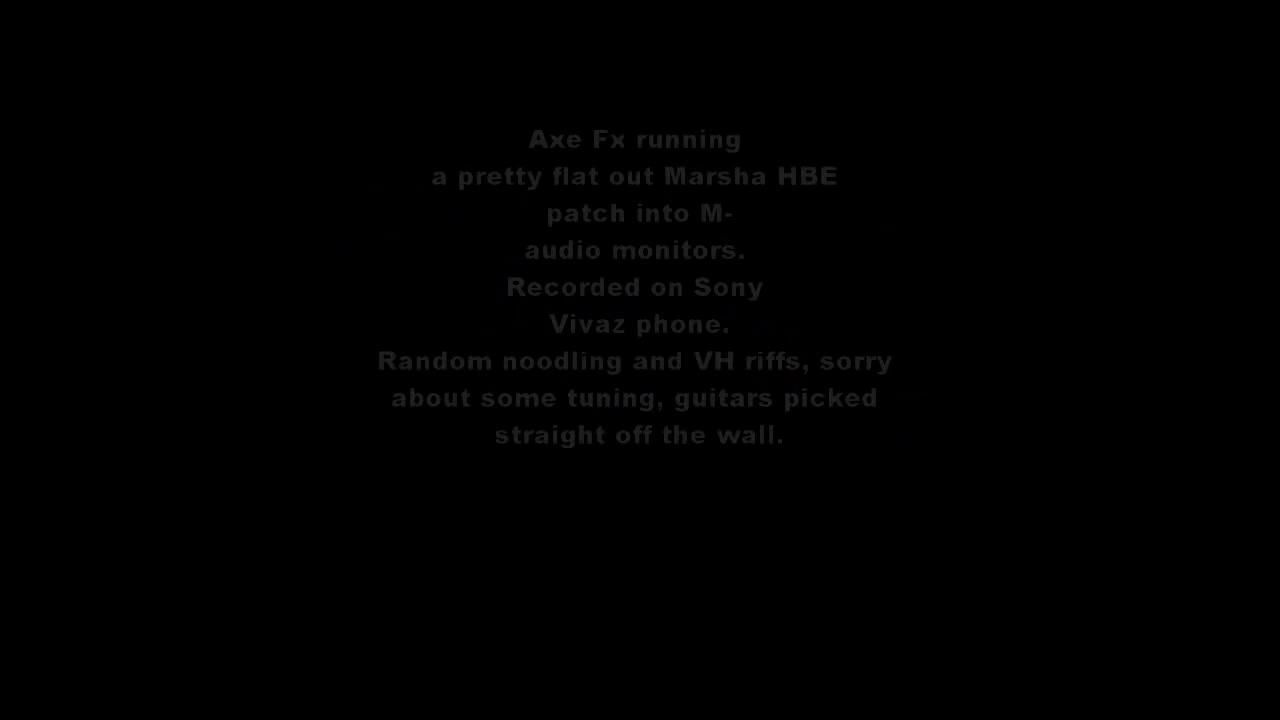 Axe Fx running
a pretty flat out Marsha HBE
patch into M-
audio monitors.
Recorded on Sony
Vivaz phone.
Random noodling and VH riffs, sorry
about some tuning, guitars picked
straight off the wall.